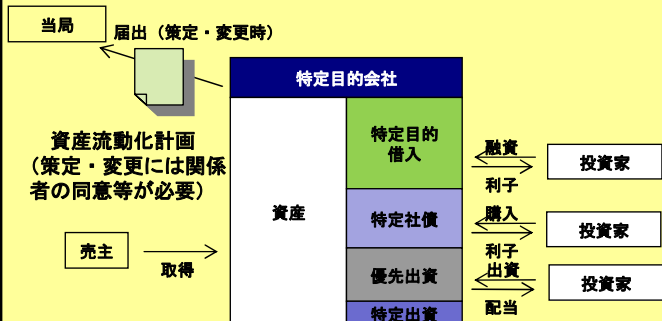 当局
届出（策定・変更時）
特定目的会社
資産流動化計画
（策定・変更には関係
者の同意等が必要）
特定目的
借入
融資
利子
投資家
資産
特定社債
購入
利子
投資家
売主
取得
優先出資
出資
配当
投資家
特定出資